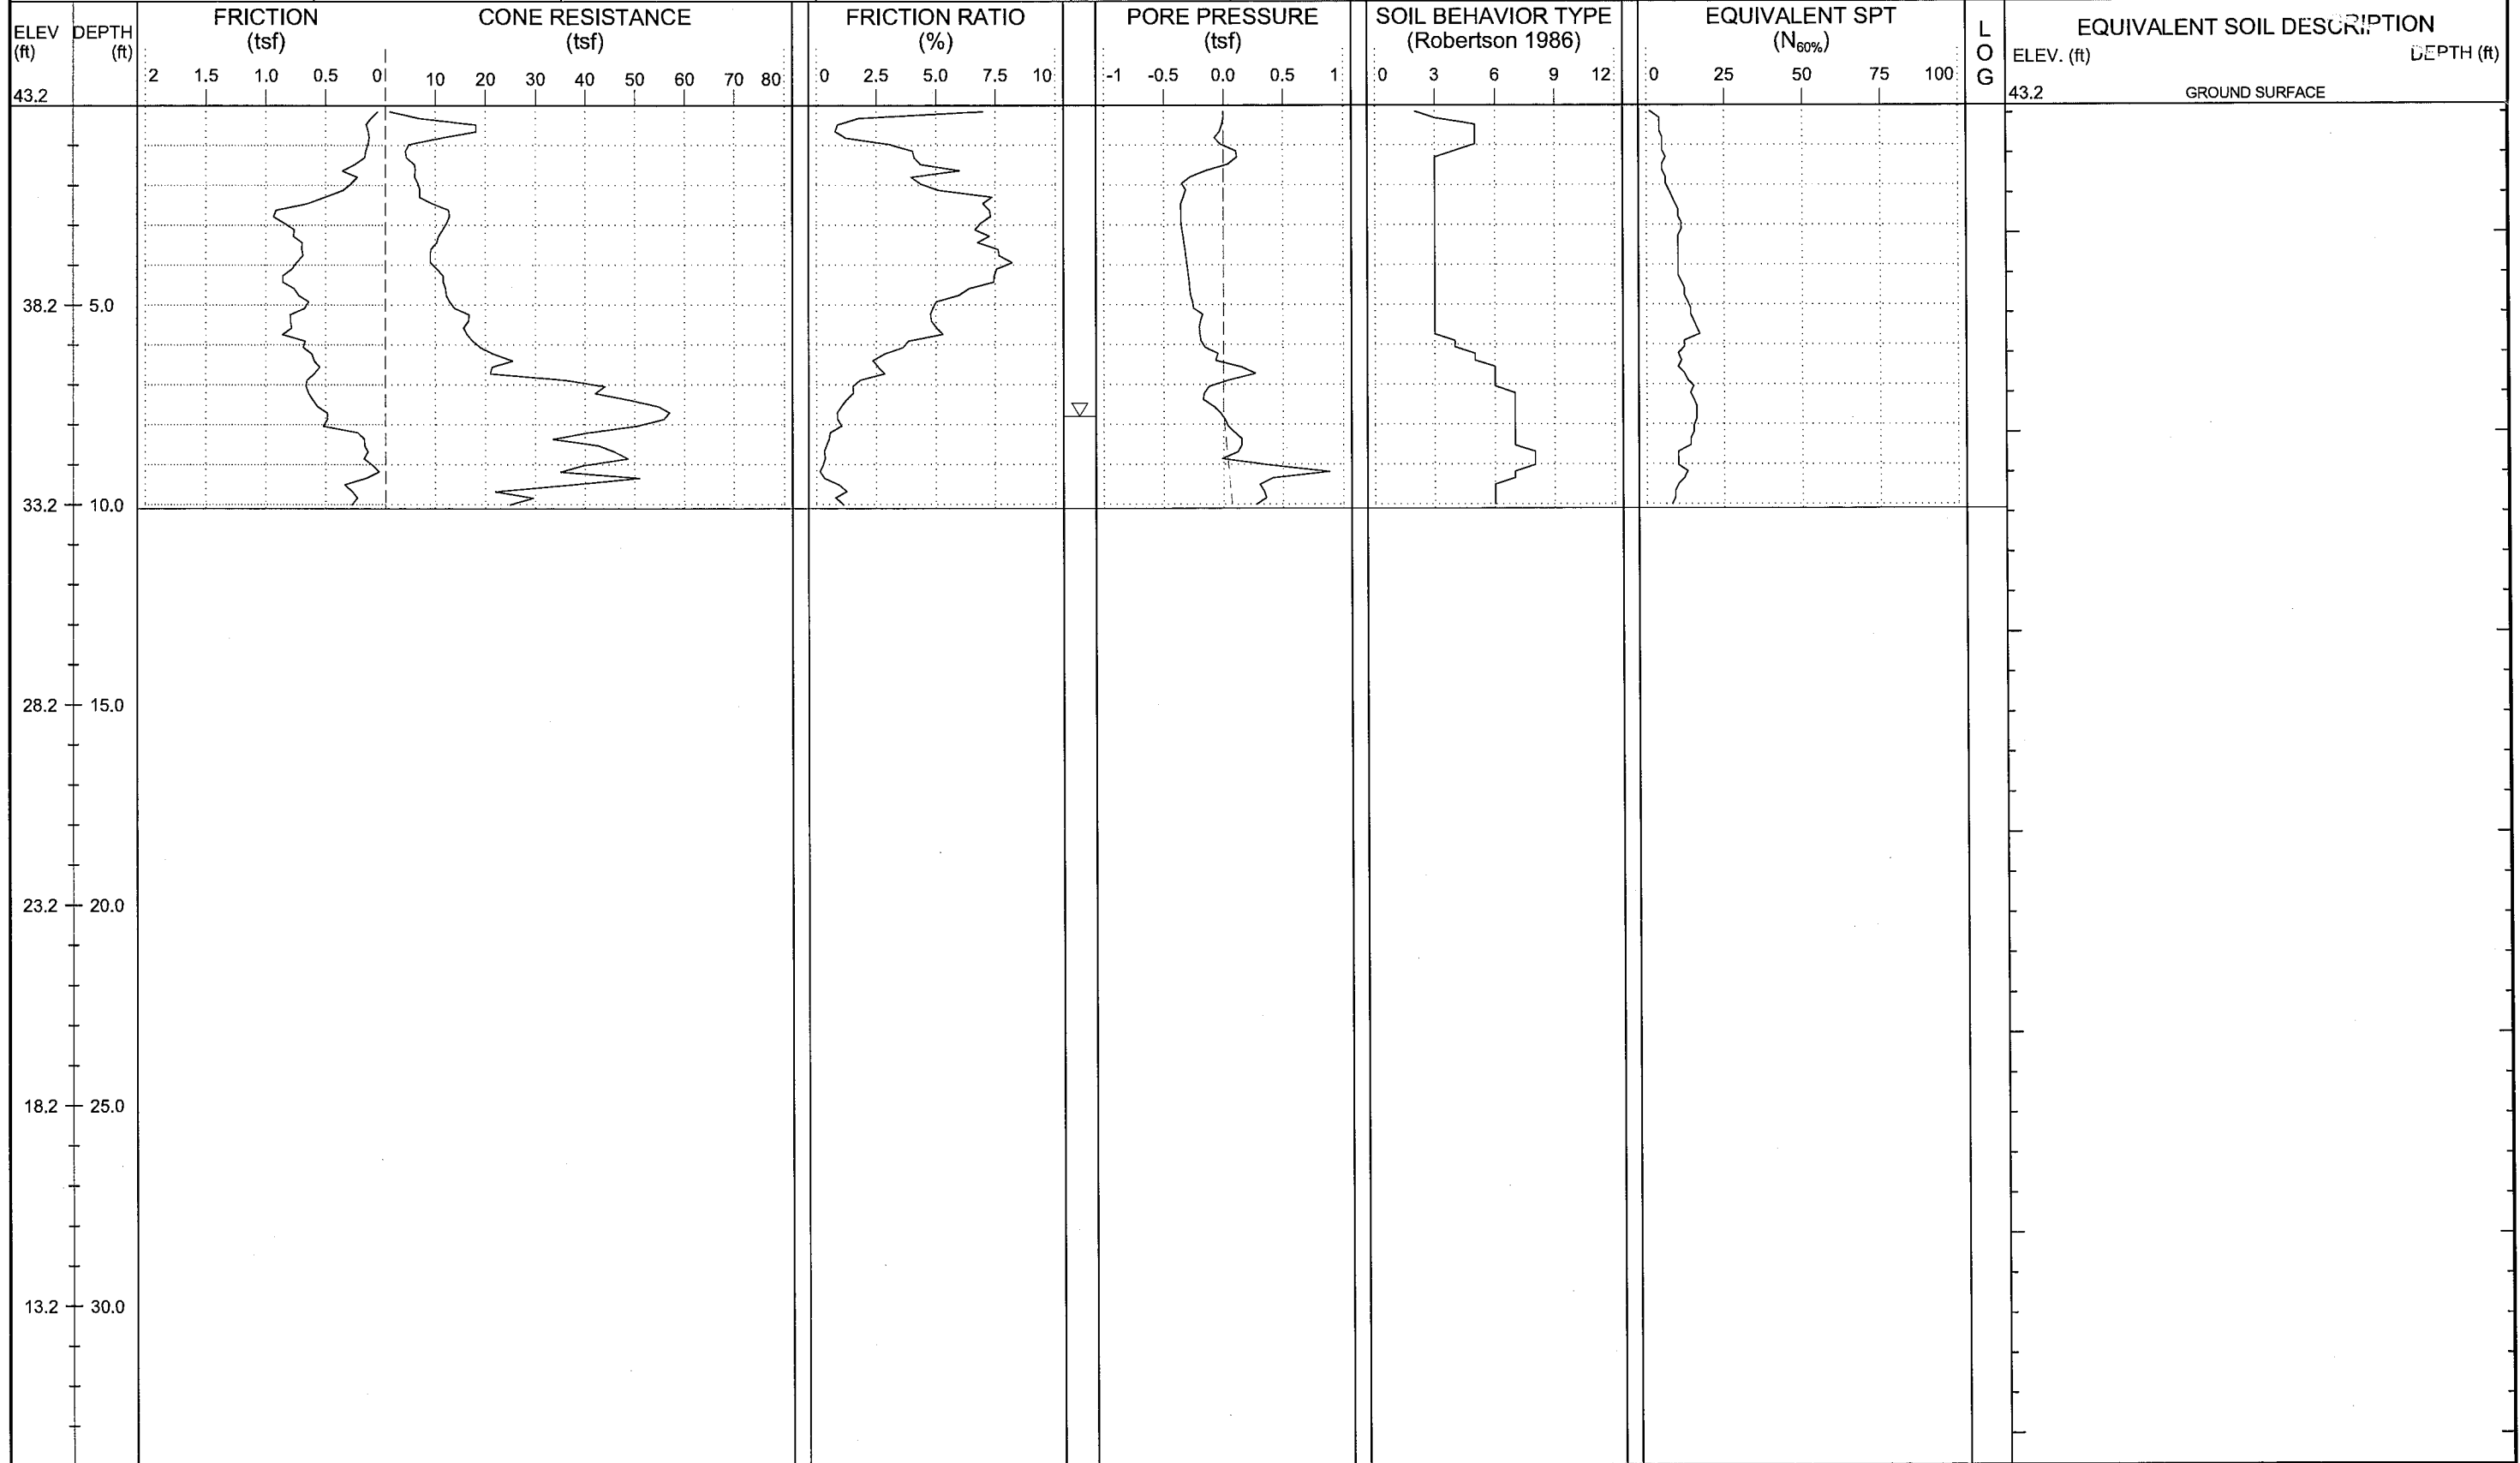 FRICTION CONE RESISTANCE FRICTION RATIO PORE PRESSURE SOIL BEHAVIOR TYPE EQUIVALENT SPT L EQUIVALENT SOIL DESCRIPTION
ELEV DEPTH (tsf) (tsf) (%) (tsf) (Robertson 1986) (N60%) O ELEV. (ft) DEPTH (ft)
(ft) (ft) G
2 1.5 1.0 0.5 0 10 20 30 40 50 60 70 80 0 2.5 5.0 7.5 10 -1 -0.5 0.0 0.5 1 0 3 6 9 12 0 25 50 75 100
43.2 43.2 GROUND SURFACE
38.2 5.0
33.2 10.0
28.2 15.0
23.2 20.0
18.2 25.0
13.2 30.0